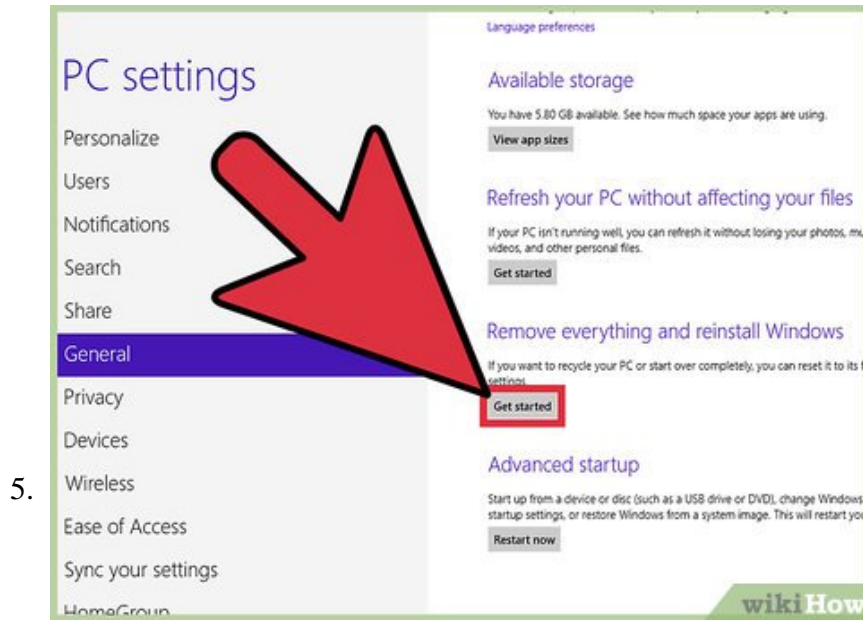 Language preferences
PC settings
Personalize
Users
Notifications
Search
Share
General
Privacy
Devices
Wireless
Ease of Access
Sync your settings
HomeGroup
Available storage
You have 5.80 GB available. See how much space your apps are using.
View app sizes
Refresh your PC without affecting your files
If your PC isn't running well, you can refresh it without losing your photos,
videos, and other personal files.
Get started
Remove everything and reinstall Windows
If you want to recycle your PC or start over completely, you can reset it to its
settings.
Get started
Advanced startup
Start up from a device or disc (such as a USB drive or DVD), change Windows
startup settings, or restore Windows from a system image. This will restart
Restart now
5.
wikiHow